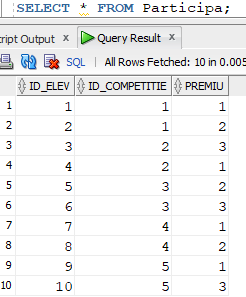 SELECT * FROM Participa;
ript Output × Query Result ×
SQL | All Rows Fetched: 10 in 0.005
ID_ELEV ID_COMPETITIE PREMIU
1 1 1 1
2 2 1 2
3 3 2 3
4 4 2 1
5 5 3 2
6 6 3 3
7 7 4 1
8 8 4 2
9 9 5 1
10 10 5 3